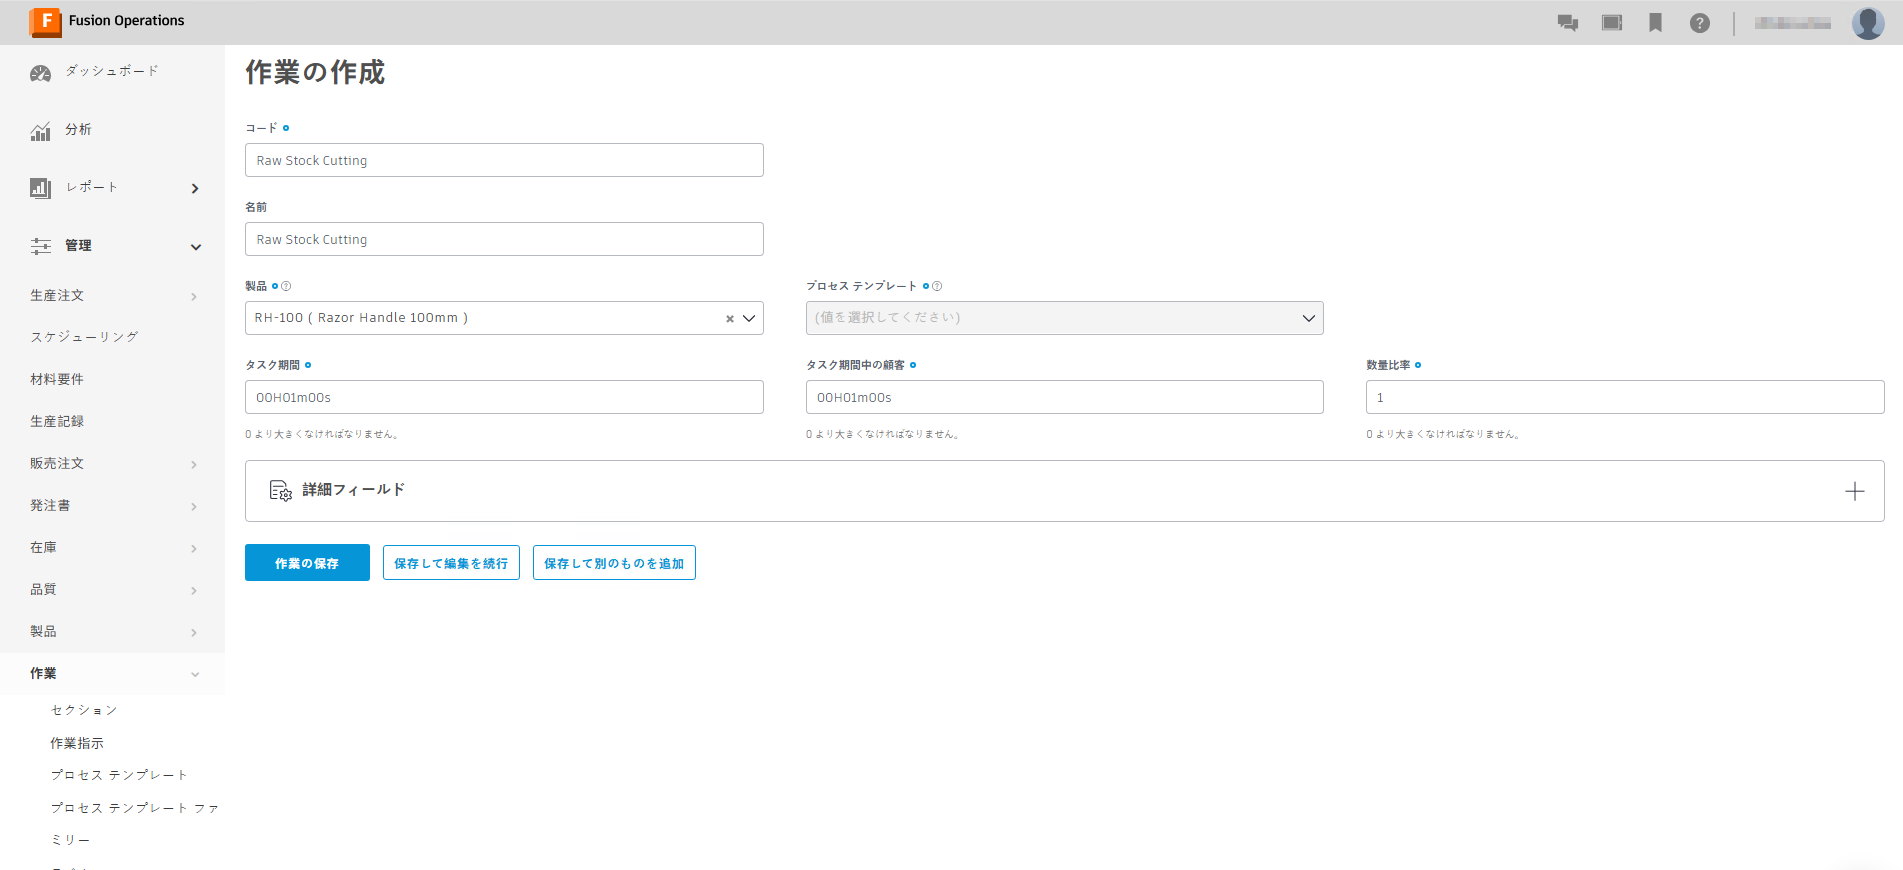 F Fusion Operations
ダッシュボード
分析
レポート
管理
生産注文
スケジューリング
材料要件
生産記録
販売注文
発注書
在庫
品質
製品
作業
セクション
作業指示
プロセス テンプレート
プロセス テンプレート ファ
ミリー
作業の作成
コード
Raw Stock Cutting
名前
Raw Stock Cutting
製品 ?
RH-100 ( Razor Handle 100mm )
プロセス テンプレート ?
(値を選択してください)
タスク期間
00H01m00s
0 より大きくなければなりません。
タスク期間中の顧客
00H01m00s
0 より大きくなければなりません。
数量比率
1
0 より大きくなければなりません。
詳細フィールド
作業の保存
保存して編集を続行
保存して別のものを追加